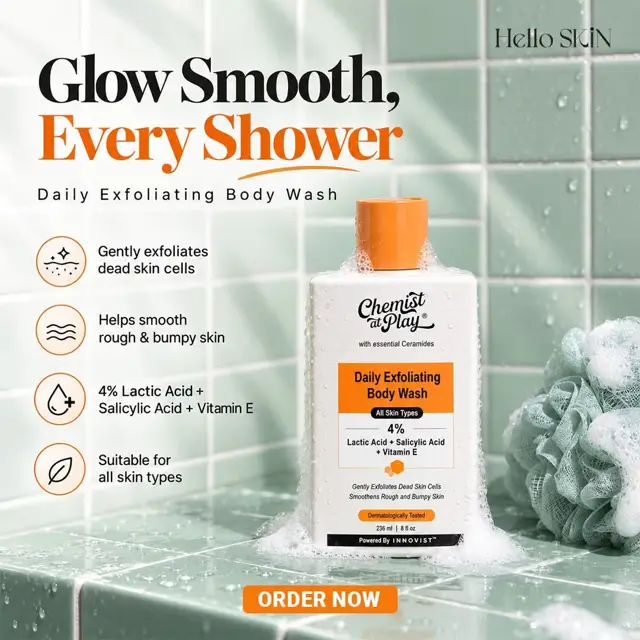 Hello SKiN
Glow Smooth,
Every Shower
Daily Exfoliating Body Wash
Gently exfoliates
dead skin cells
Helps smooth
rough & bumpy skin
4% Lactic Acid +
Salicylic Acid + Vitamin E
Suitable for
all skin types
Chemist
at Play®
with essential Ceramides
Daily Exfoliating
Body Wash
All Skin Types
4%
Lactic Acid + Salicylic Acid
+ Vitamin E
Gently Exfoliates Dead Skin Cells
Smoothens Rough and Bumpy Skin
Dermatologically Tested
236 ml | 8 fl oz
Powered By INNOVIST™
ORDER NOW